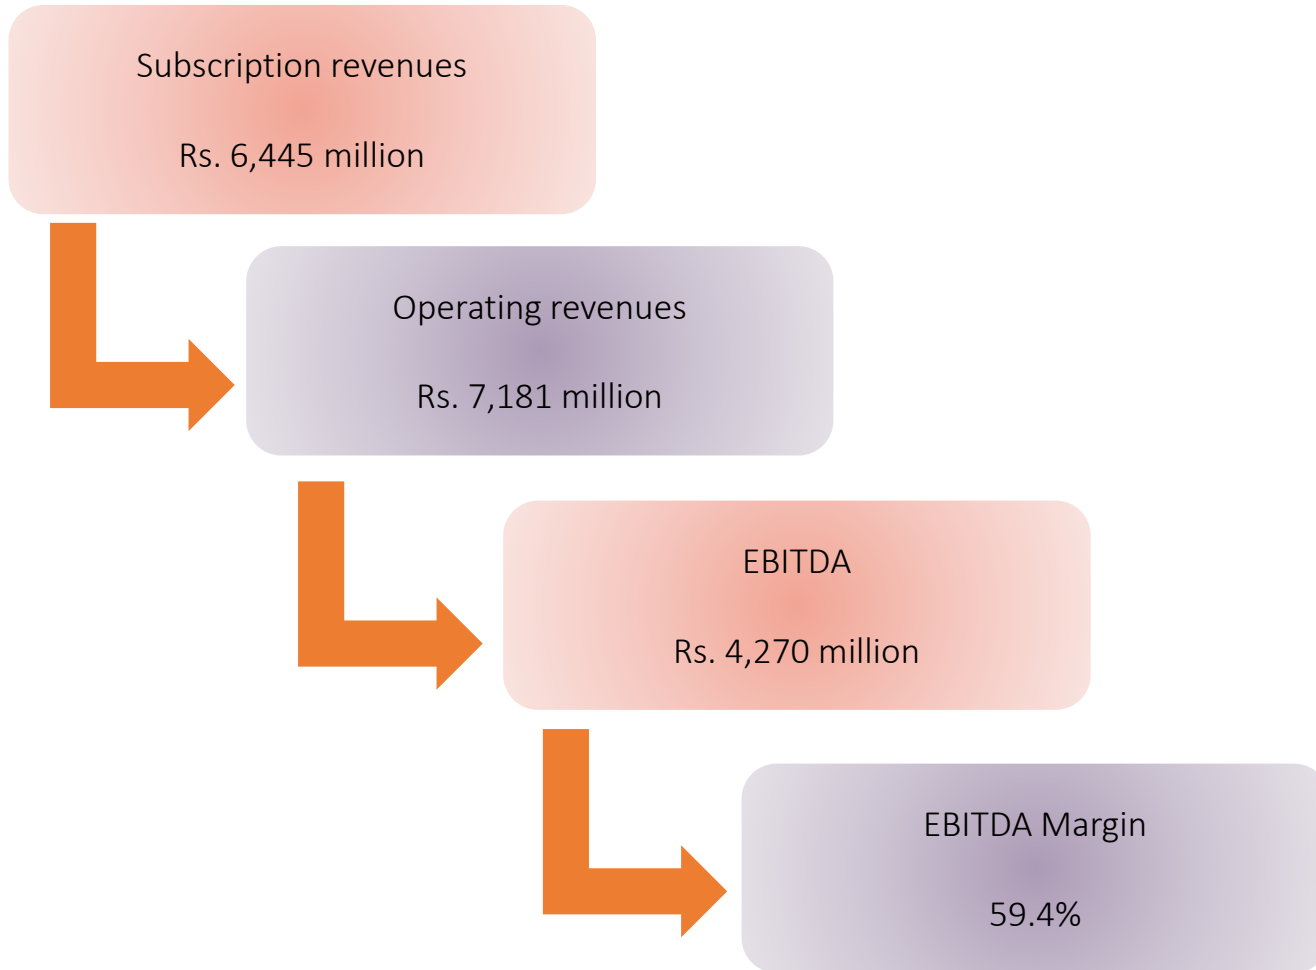 Subscription revenues
Rs. 6,445 million
Operating revenues
Rs. 7,181 million
EBITDA
Rs. 4,270 million
EBITDA Margin
59.4%